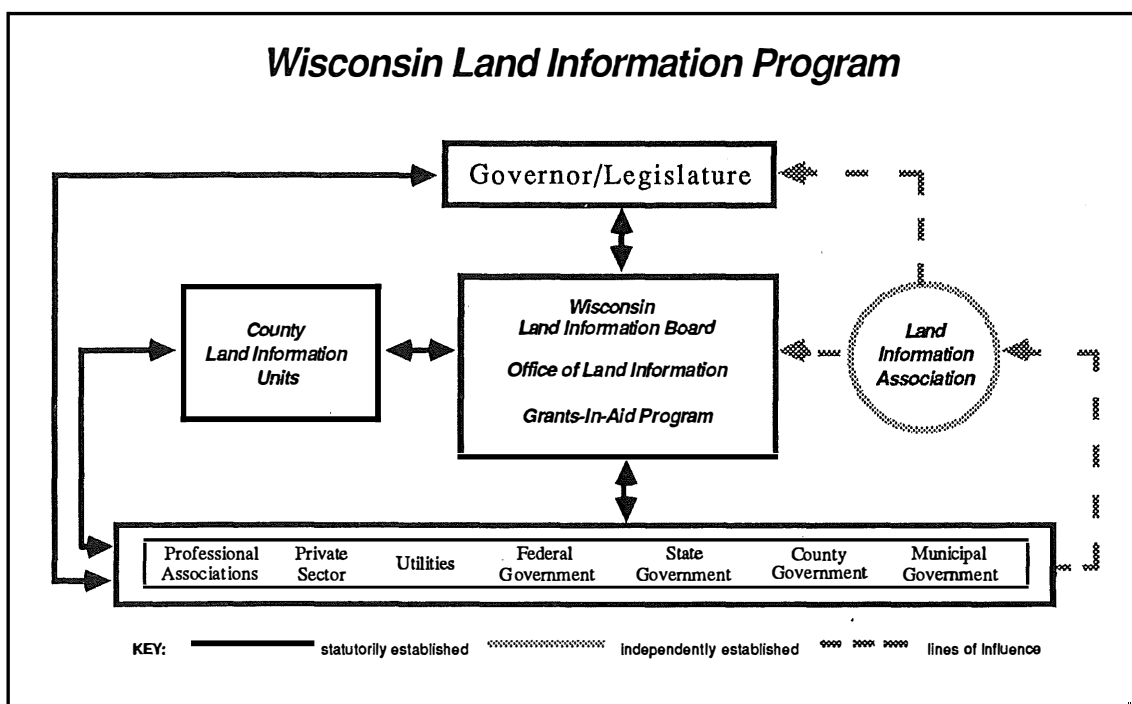 Wisconsin Land Information Program
Governor/Legislature
County
Land Information
Units
Wisconsin
Land Information Board
Office of Land Information
Grants-In-Aid Program
Land
Information
Association
Professional
Associations
Private
Sector
Utilities
Federal
Government
State
Government
County
Government
Municipal
Government
KEY: statutorily established independently established lines of Influence